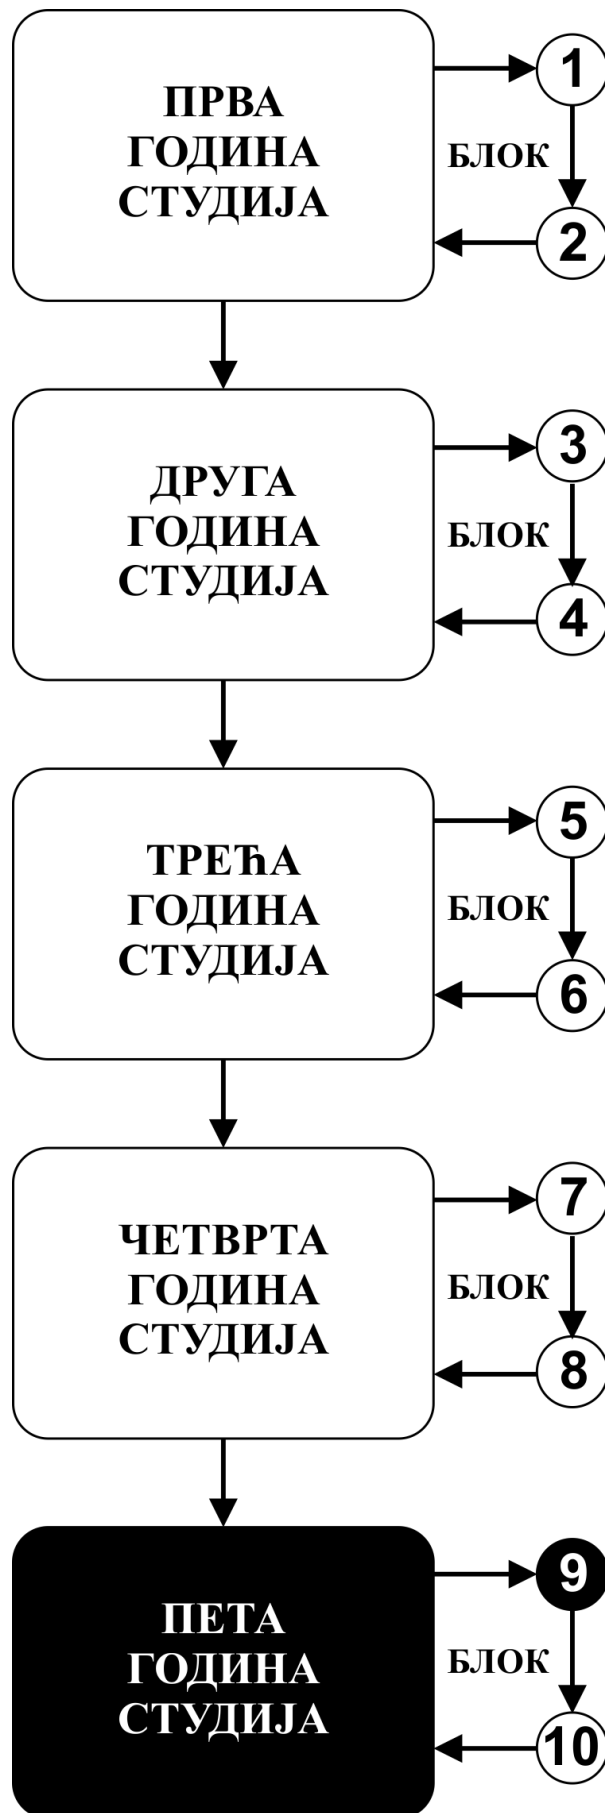 ПРВА
ГОДИНА
СТУДИЈА
1
БЛОК
2
ДРУГА
ГОДИНА
СТУДИЈА
3
БЛОК
4
ТРЕЋА
ГОДИНА
СТУДИЈА
5
БЛОК
6
ЧЕТВРТА
ГОДИНА
СТУДИЈА
7
БЛОК
8
ПЕТА
ГОДИНА
СТУДИЈА
9
БЛОК
10